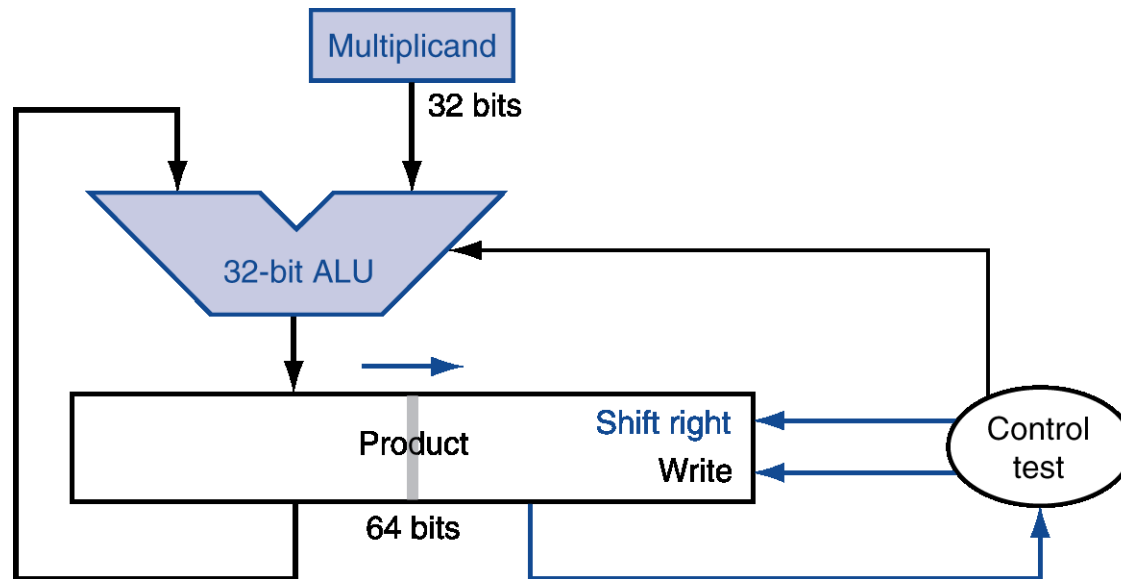 Multiplicand
32 bits
32-bit ALU
Product
Shift right
Write
Control
test
64 bits